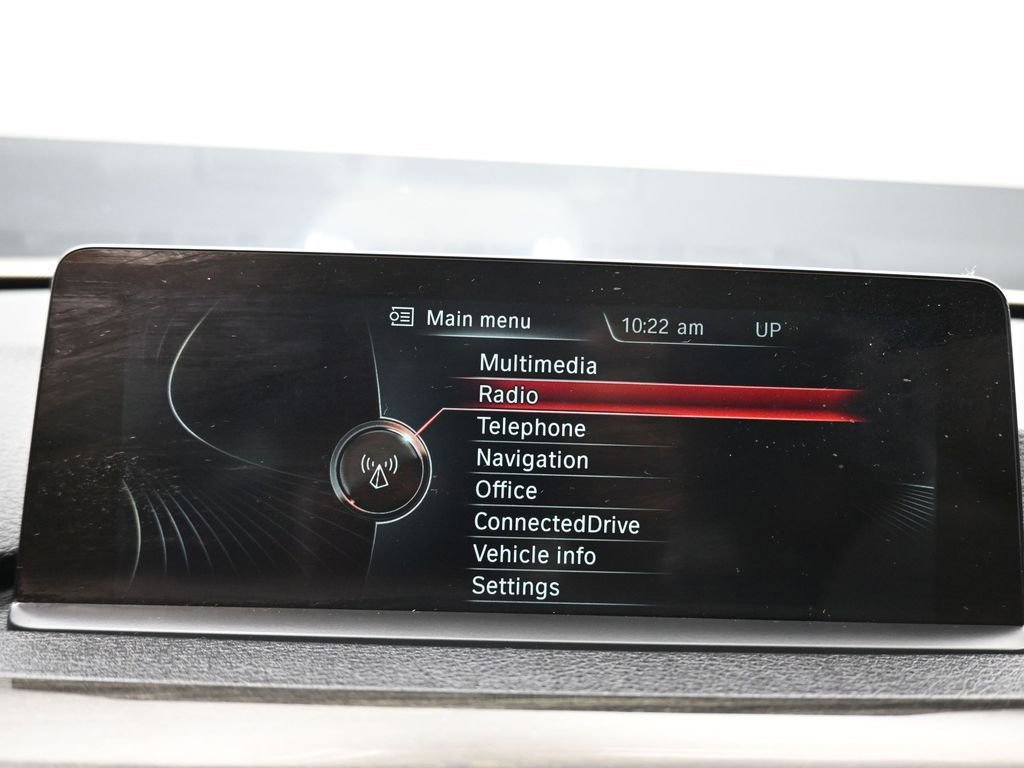 Main menu 10:22 am UP
Multimedia
Radio
Telephone
Navigation
Office
ConnectedDrive
Vehicle info
Settings